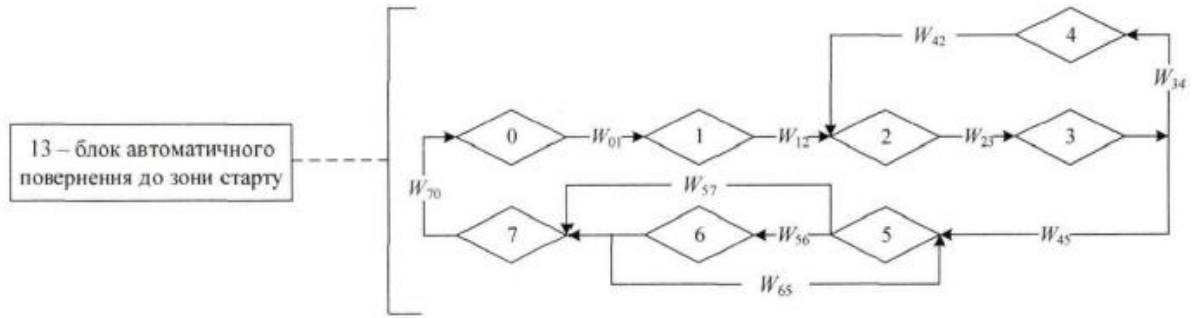 13 – блок автоматичного
повернення до зони старту
W42
4
W34
0
W01
1
W12
2
W23
3
W70
W57
7
6
W56
5
W45
W65